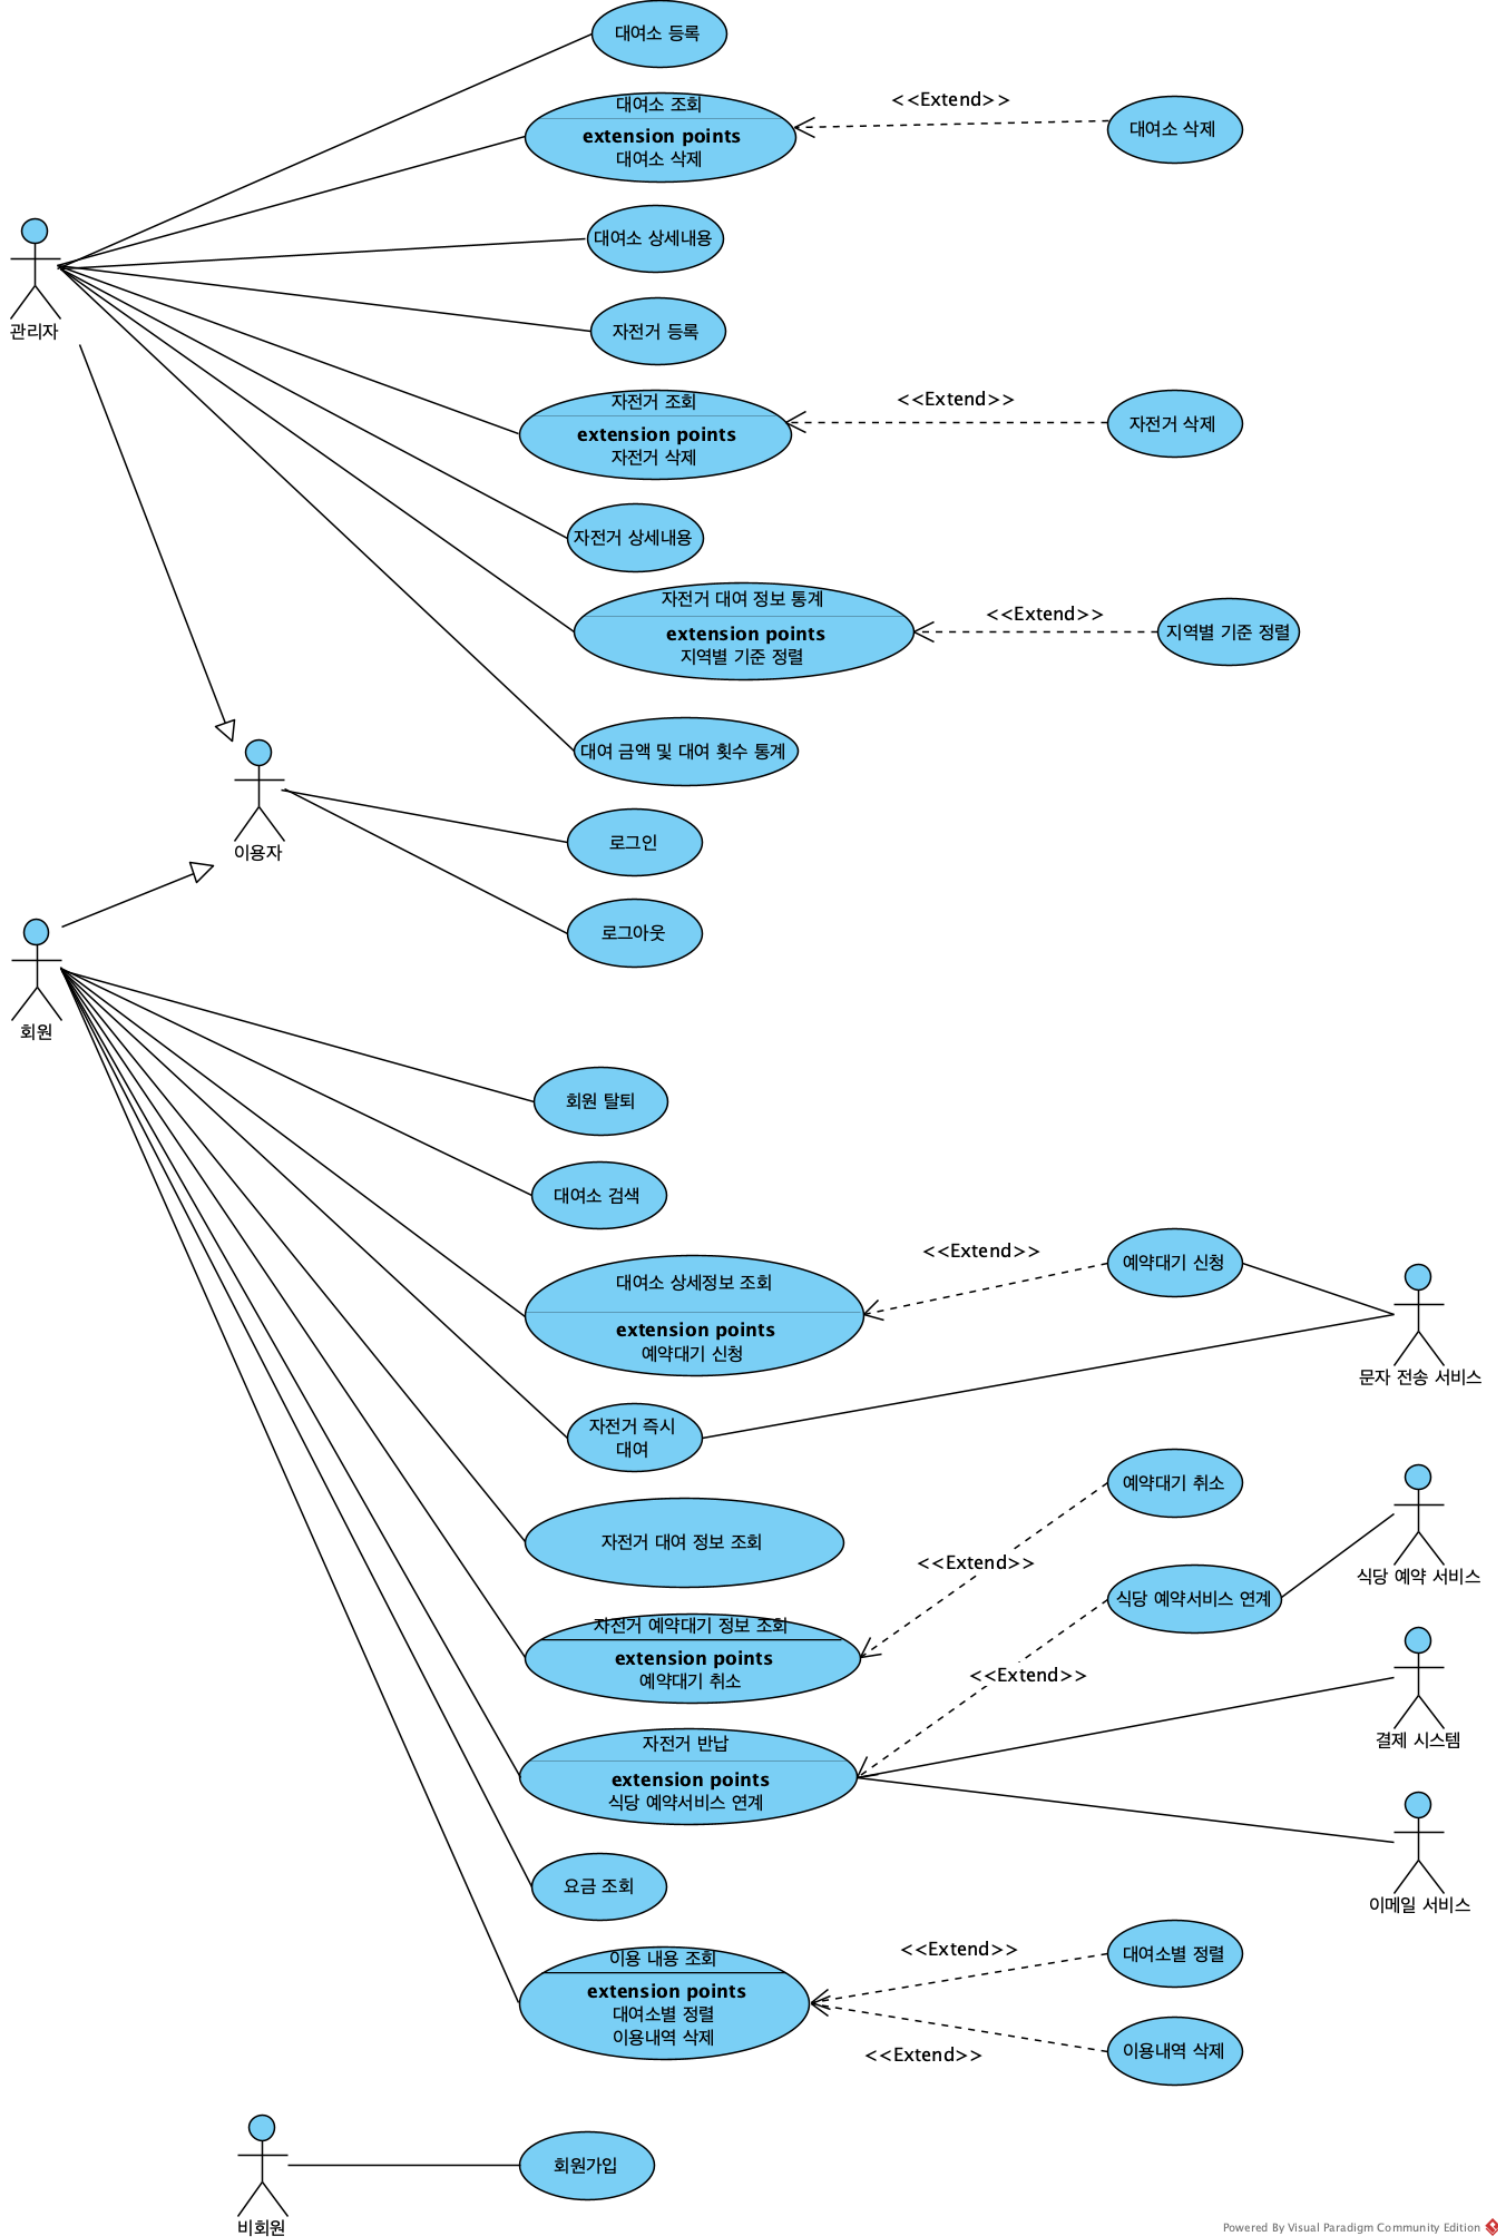 대여소 등록
대여소 조회
extension points
대여소 삭제
<<Extend>>
대여소 삭제
대여소 상세내용
관리자
자전거 등록
자전거 조회
extension points
자전거 삭제
<<Extend>>
자전거 삭제
자전거 상세내용
자전거 대여 정보 통계
extension points
지역별 기준 정렬
<<Extend>>
지역별 기준 정렬
대여 금액 및 대여 횟수 통계
이용자
로그인
로그아웃
회원
회원 탈퇴
대여소 검색
대여소 상세정보 조회
extension points
예약대기 신청
<<Extend>>
예약대기 신청
문자 전송 서비스
자전거 즉시
대여
자전거 대여 정보 조회
예약대기 취소
<<Extend>>
식당 예약 서비스
식당 예약서비스 연계
자전거 예약대기 정보 조회
extension points
예약대기 취소
<<Extend>>
결제 시스템
자전거 반납
extension points
식당 예약서비스 연계
이메일 서비스
요금 조회
이용 내용 조회
extension points
대여소별 정렬
이용내역 삭제
<<Extend>>
대여소별 정렬
<<Extend>>
이용내역 삭제
비회원
회원가입
Powered By Visual Paradigm Community Edition